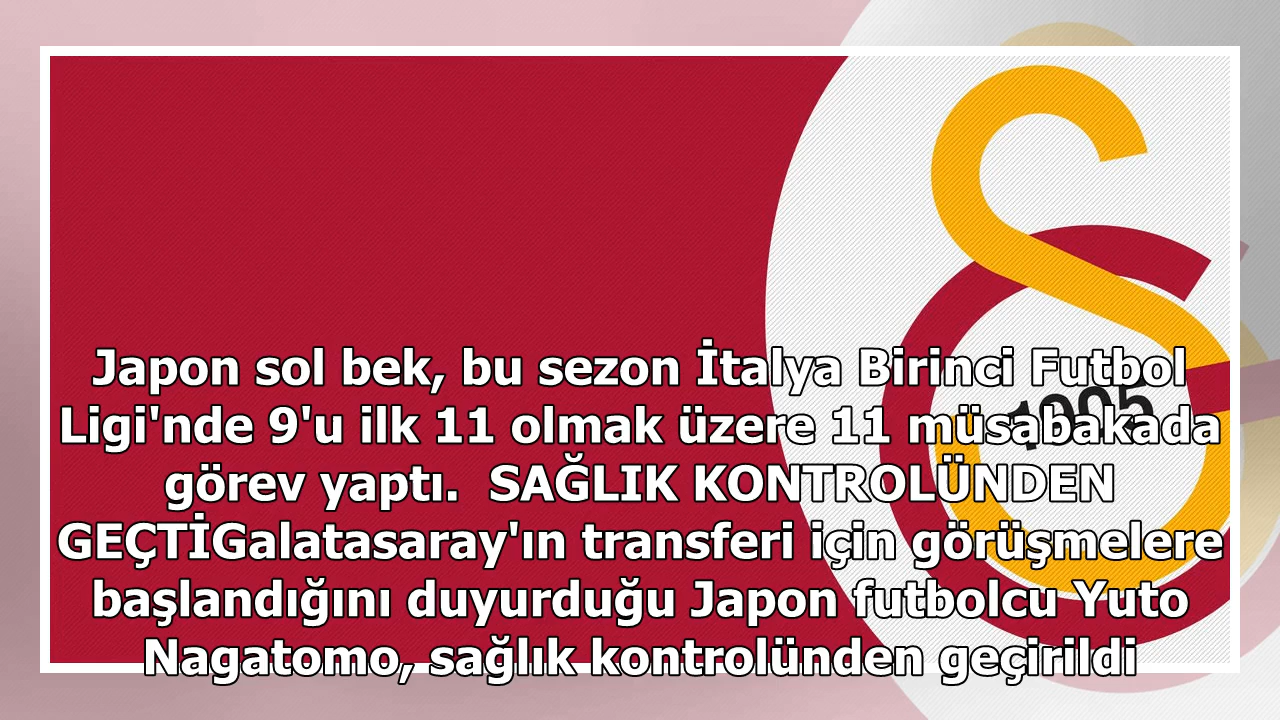 Japon sol bek, bu sezon İtalya Birinci Futbol
Ligi'nde 9'u ilk 11 olmak üzere 11 müsabakada
görev yaptı.  SAĞLIK KONTROLÜNDEN
GEÇTİGalatasaray'ın transferi için görüşmelere
başlandığını duyurduğu Japon futbolcu Yuto
Nagatomo, sağlık kontrolünden geçirildi
1905